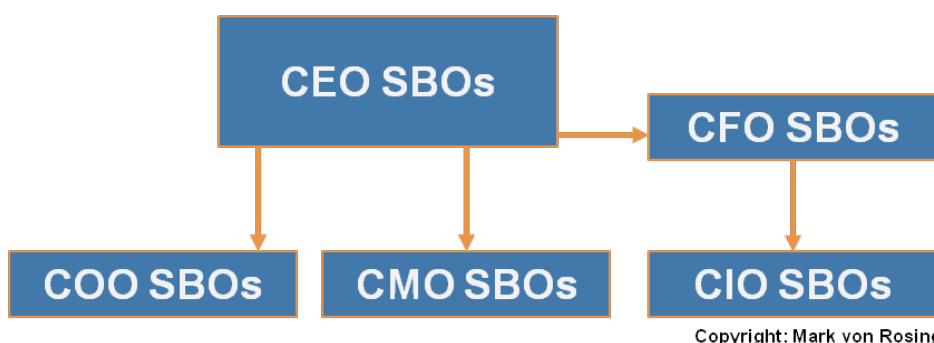 CEO SBOs
CFO SBOs
COO SBOs
CMO SBOs
CIO SBOs
Copyright: Mark von Rosing